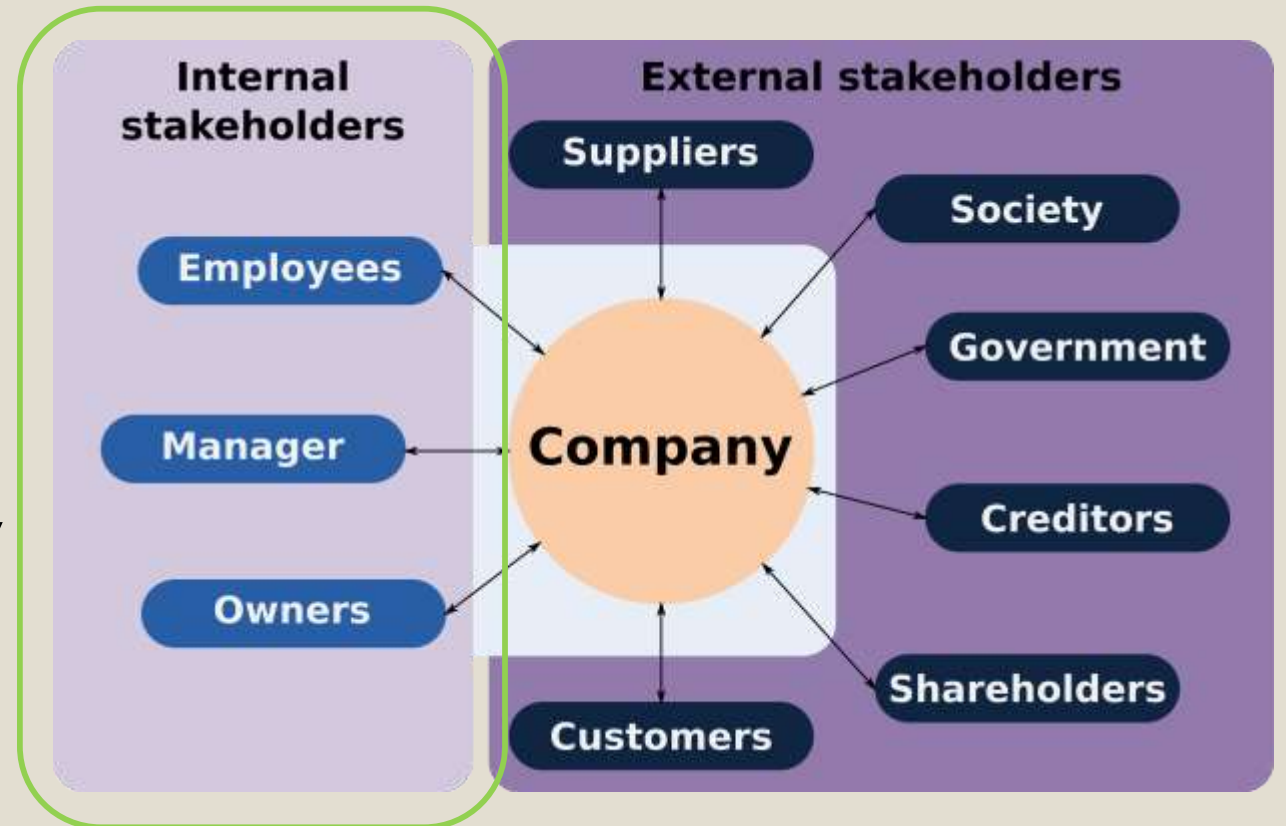 Internal
stakeholders
Employees
Manager
Owners
External stakeholders
Suppliers
Society
Government
Company
Creditors
Shareholders
Customers